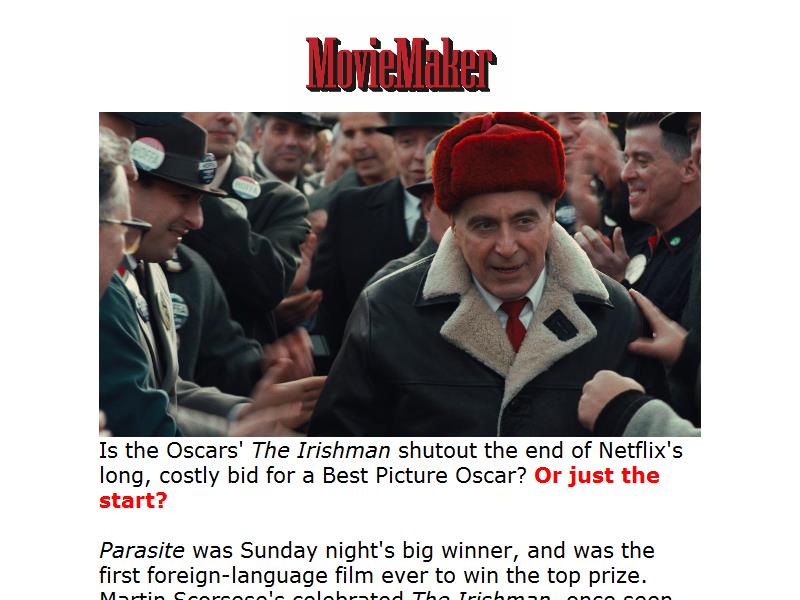 MovieMaker
HOFFA
HOFFA
Is the Oscars' The Irishman shutout the end of Netflix's
long, costly bid for a Best Picture Oscar? Or just the
start?
Parasite was Sunday night's big winner, and was the
first foreign-language film ever to win the top prize.
Martin Scorsese's celebrated The Irishman, once seen